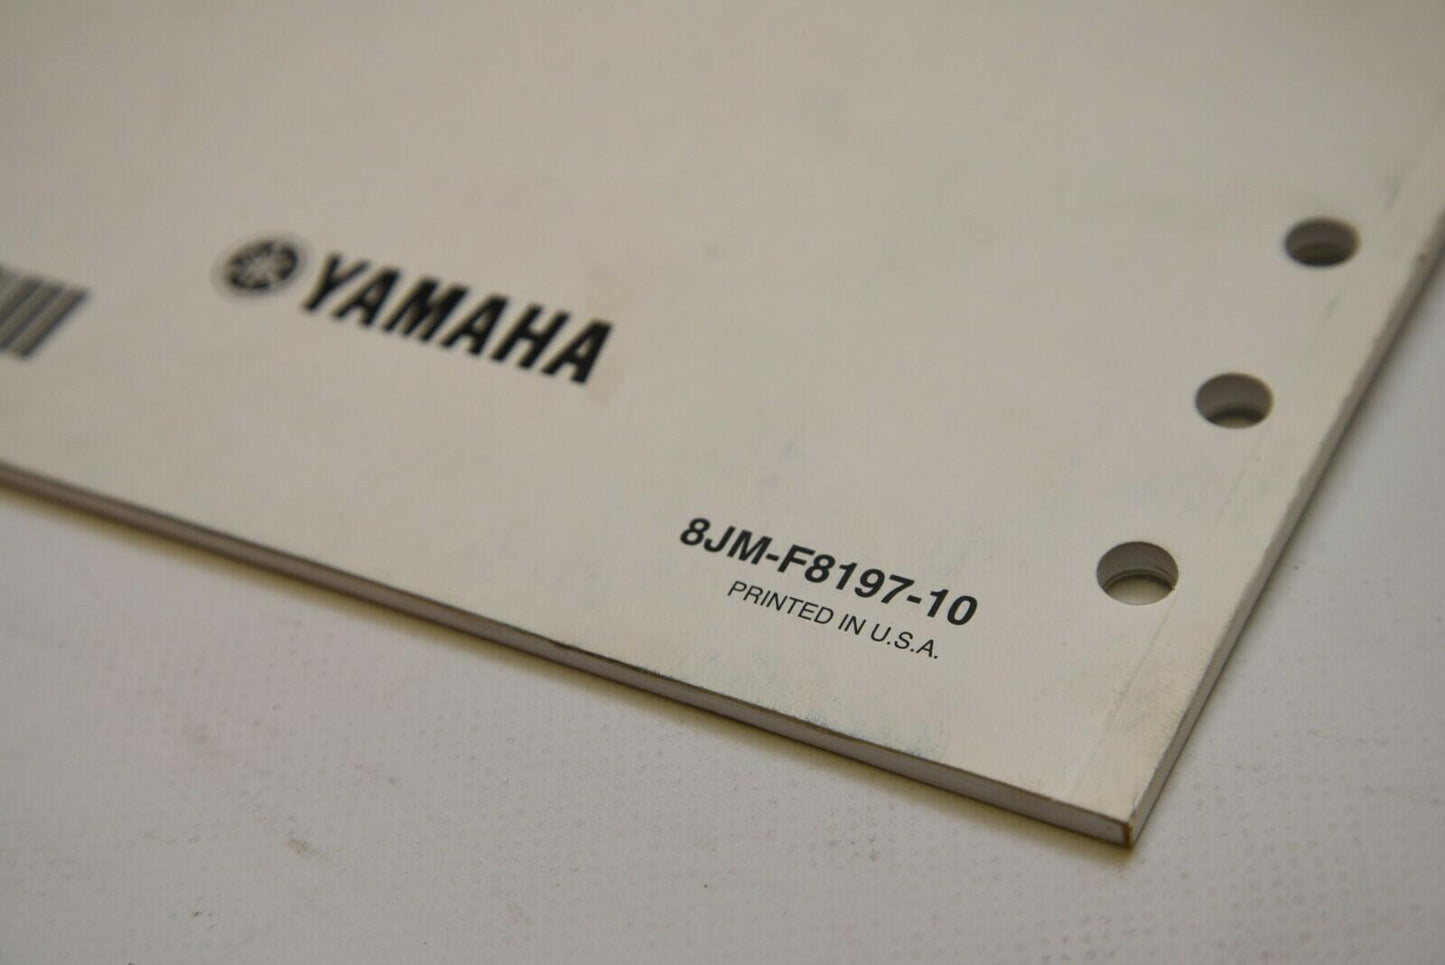 YAMAHA
8JM-F8197-10
PRINTED IN U.S.A.